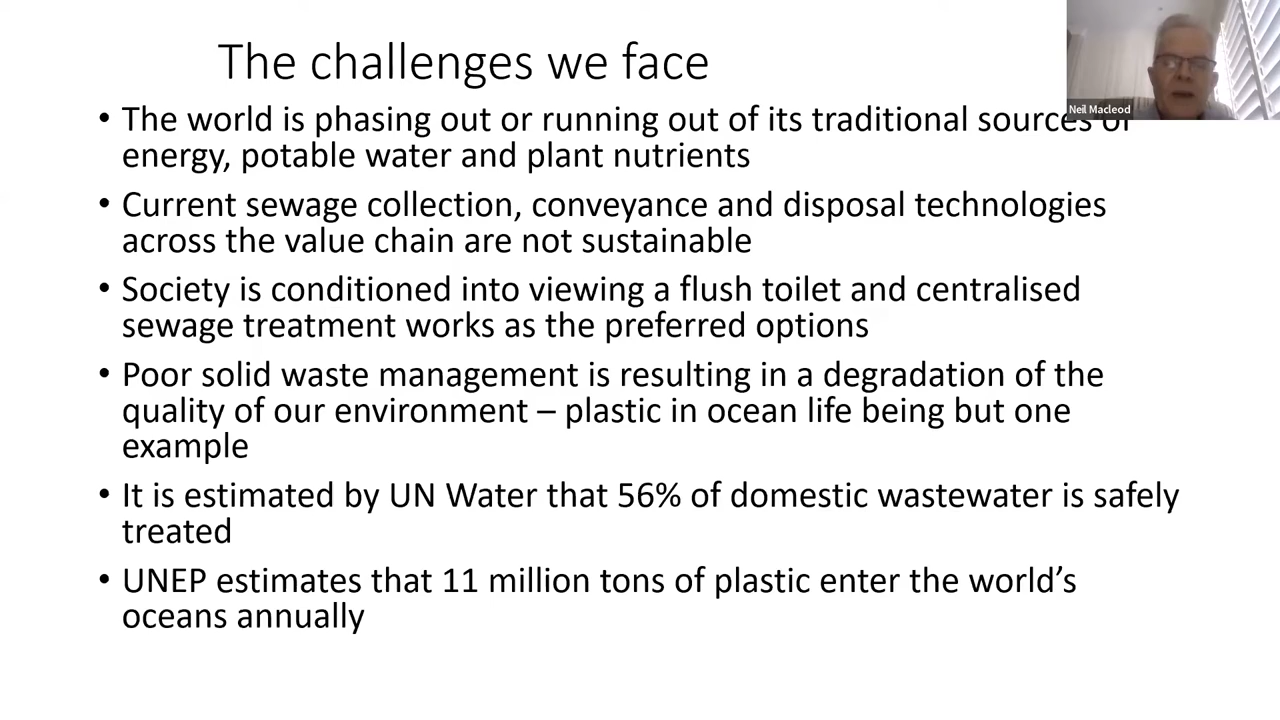 The challenges we face
Neil Macleod
• The world is phasing out or running out of its traditional sources of
energy, potable water and plant nutrients
• Current sewage collection, conveyance and disposal technologies
across the value chain are not sustainable
• Society is conditioned into viewing a flush toilet and centralised
sewage treatment works as the preferred options
• Poor solid waste management is resulting in a degradation of the
quality of our environment – plastic in ocean life being but one
example
• It is estimated by UN Water that 56% of domestic wastewater is safely
treated
• UNEP estimates that 11 million tons of plastic enter the world’s
oceans annually